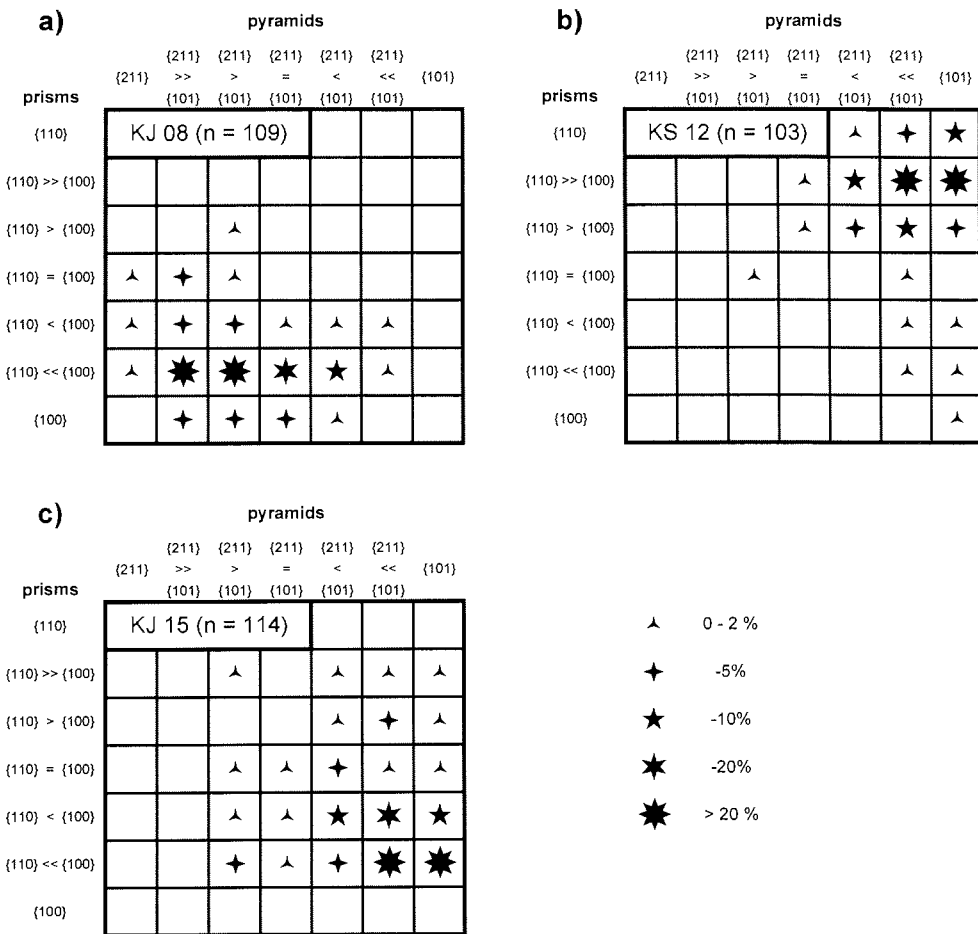 a)
pyramids
{211} {211} {211} {211} {211} {211} {101}
>> > = < <<
prisms {101} {101} {101} {101} {101}
{110} KJ 08 (n = 109)
{110} >> {100}
{110} > {100}
{110} = {100}
{110} < {100}
{110} << {100}
{100}
b)
pyramids
{211} {211} {211} {211} {211} {211} {101}
>> > = < <<
prisms {101} {101} {101} {101} {101}
{110} KS 12 (n = 103)
{110} >> {100}
{110} > {100}
{110} = {100}
{110} < {100}
{110} << {100}
{100}
c)
pyramids
{211} {211} {211} {211} {211} {211} {101}
>> > = < <<
prisms {101} {101} {101} {101} {101}
{110} KJ 15 (n = 114)
{110} >> {100}
{110} > {100}
{110} = {100}
{110} < {100}
{110} << {100}
{100}
0 - 2 %
-5%
-10%
-20%
> 20 %